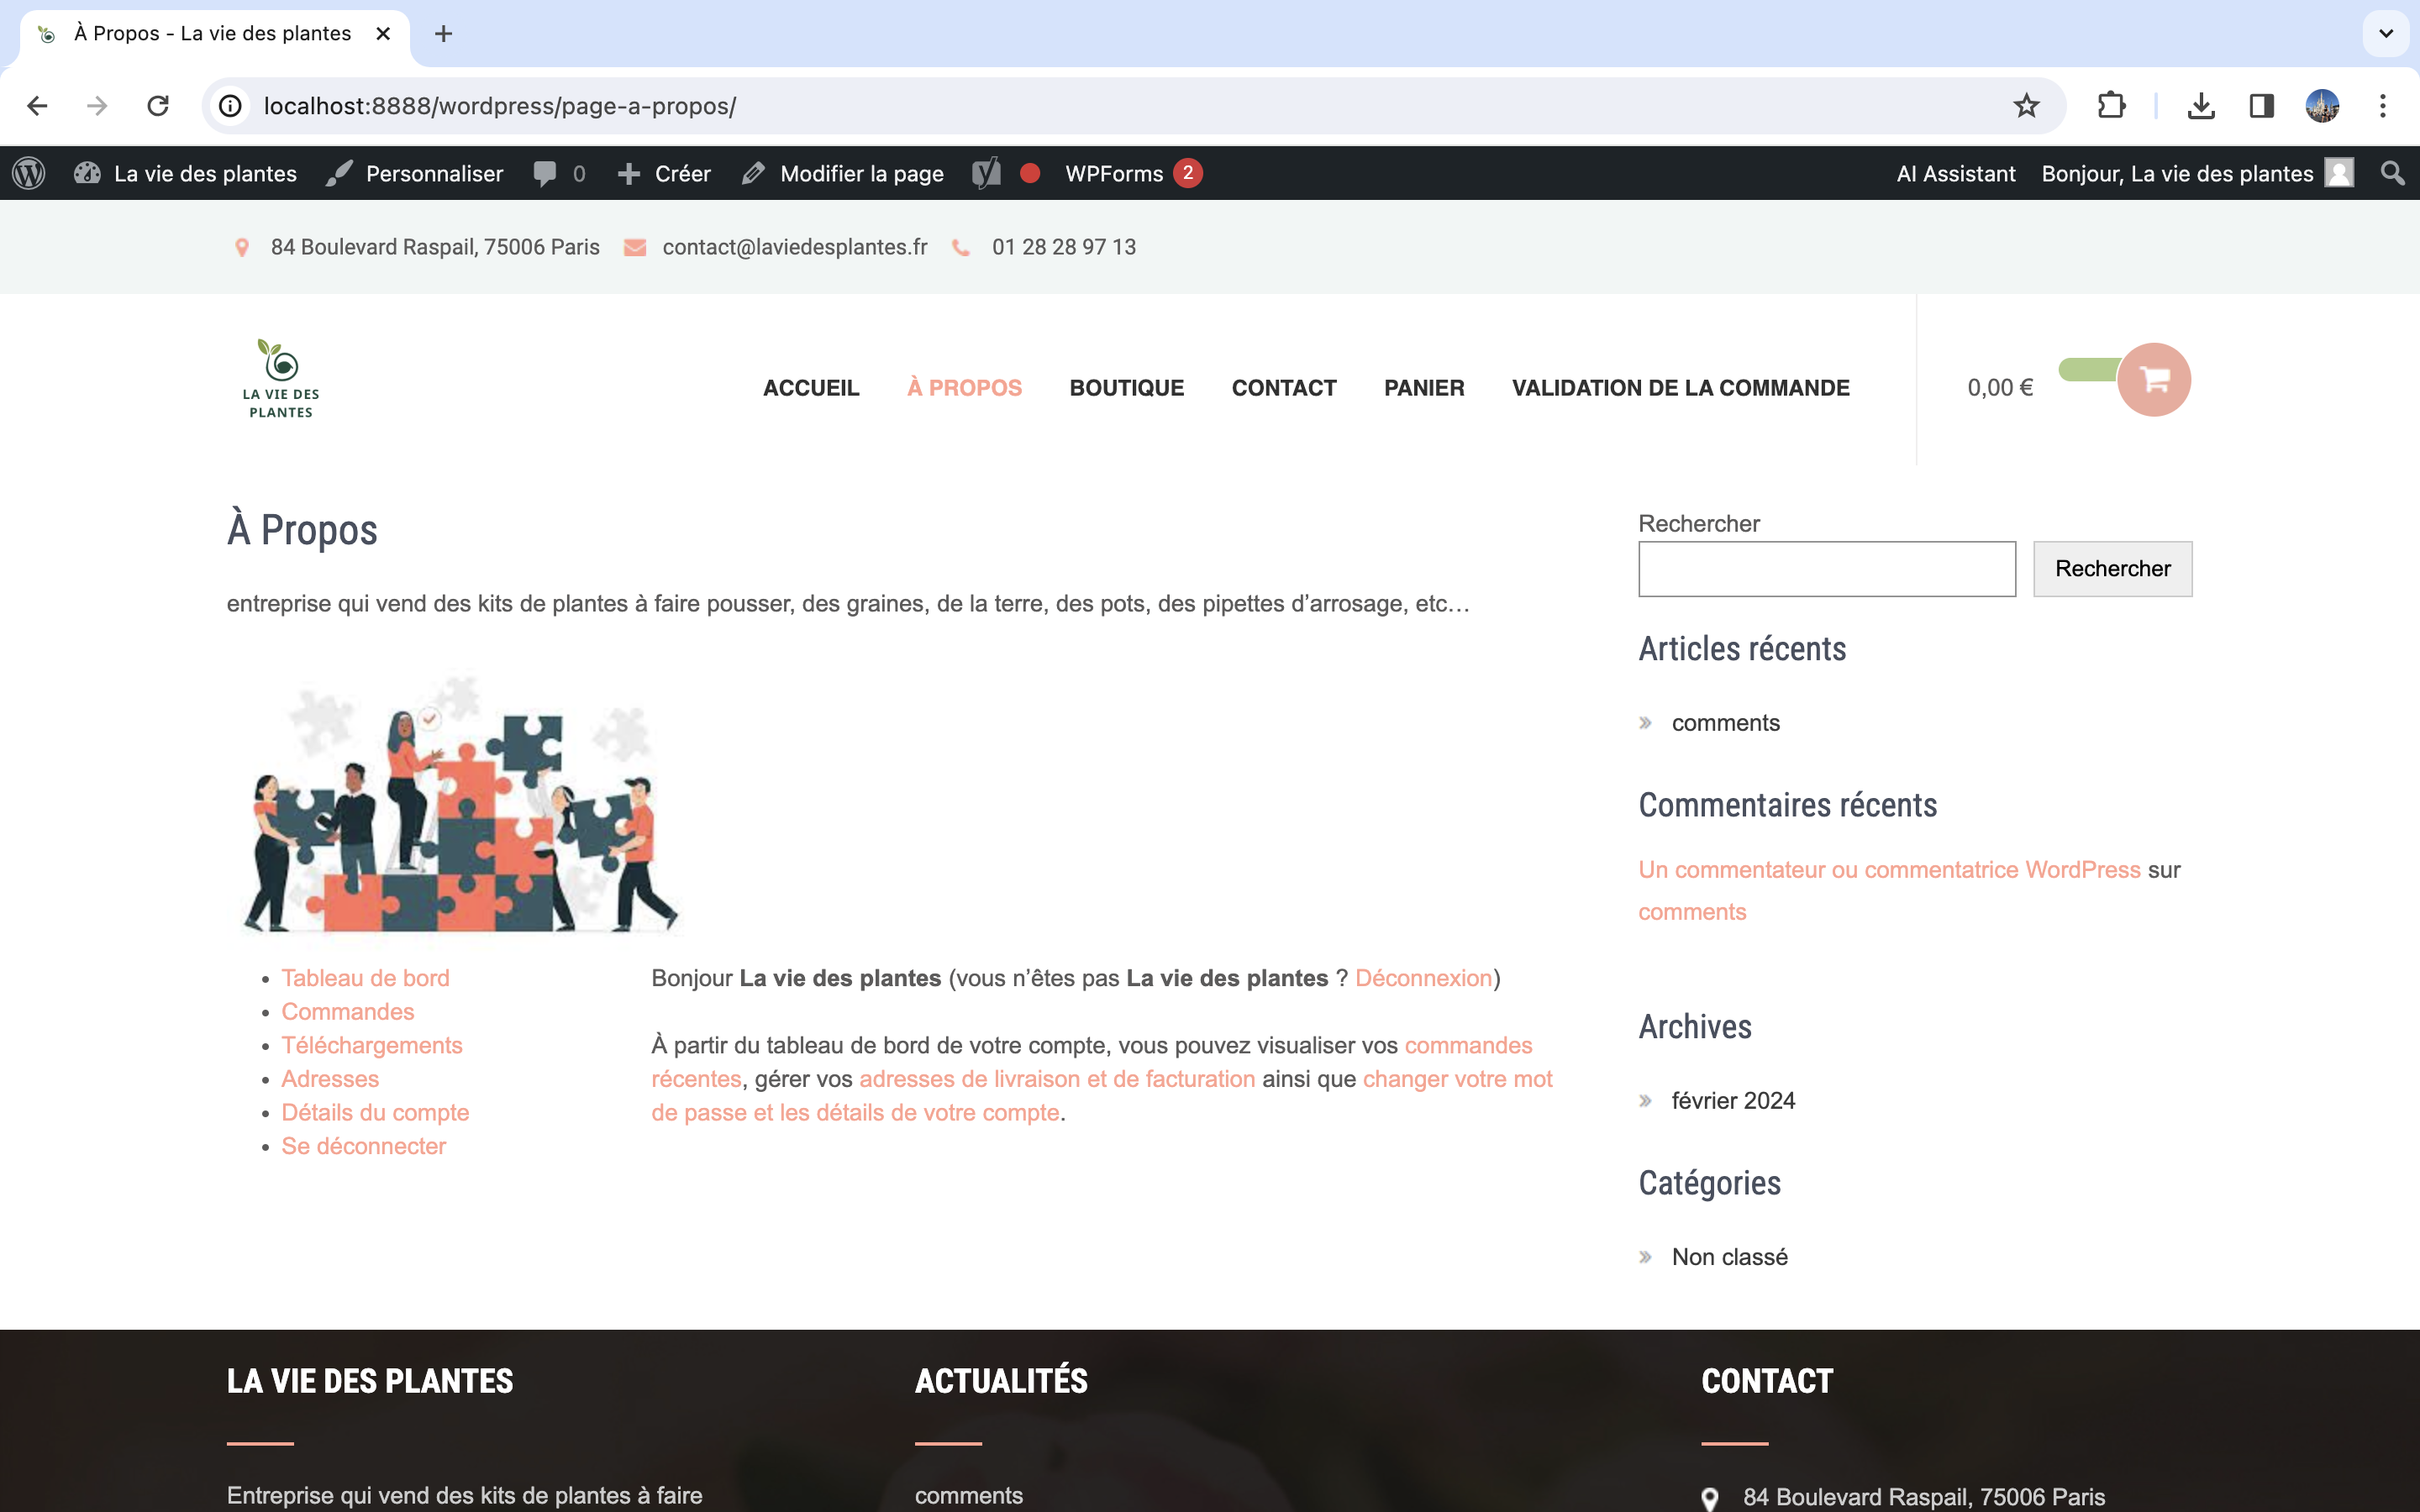 À Propos - La vie des plantes
localhost:8888/wordpress/page-a-propos/
La vie des plantes Personnaliser 0 Créer Modifier la page WPForms 2 AI Assistant Bonjour, La vie des plantes
84 Boulevard Raspail, 75006 Paris contact@laviedesplantes.fr 01 28 28 97 13
LA VIE DES
PLANTES
ACCUEIL À PROPOS BOUTIQUE CONTACT PANIER VALIDATION DE LA COMMANDE 0,00 €
À Propos
entreprise qui vend des kits de plantes à faire pousser, des graines, de la terre, des pots, des pipettes d’arrosage, etc…
Tableau de bord
Commandes
Téléchargements
Adresses
Détails du compte
Se déconnecter
Bonjour La vie des plantes (vous n’êtes pas La vie des plantes ? Déconnexion)
À partir du tableau de bord de votre compte, vous pouvez visualiser vos commandes
récentes, gérer vos adresses de livraison et de facturation ainsi que changer votre mot
de passe et les détails de votre compte.
Rechercher
Rechercher
Articles récents
comments
Commentaires récents
Un commentateur ou commentatrice WordPress sur
comments
Archives
février 2024
Catégories
Non classé
LA VIE DES PLANTES
Entreprise qui vend des kits de plantes à faire
ACTUALITÉS
comments
CONTACT
84 Boulevard Raspail, 75006 Paris